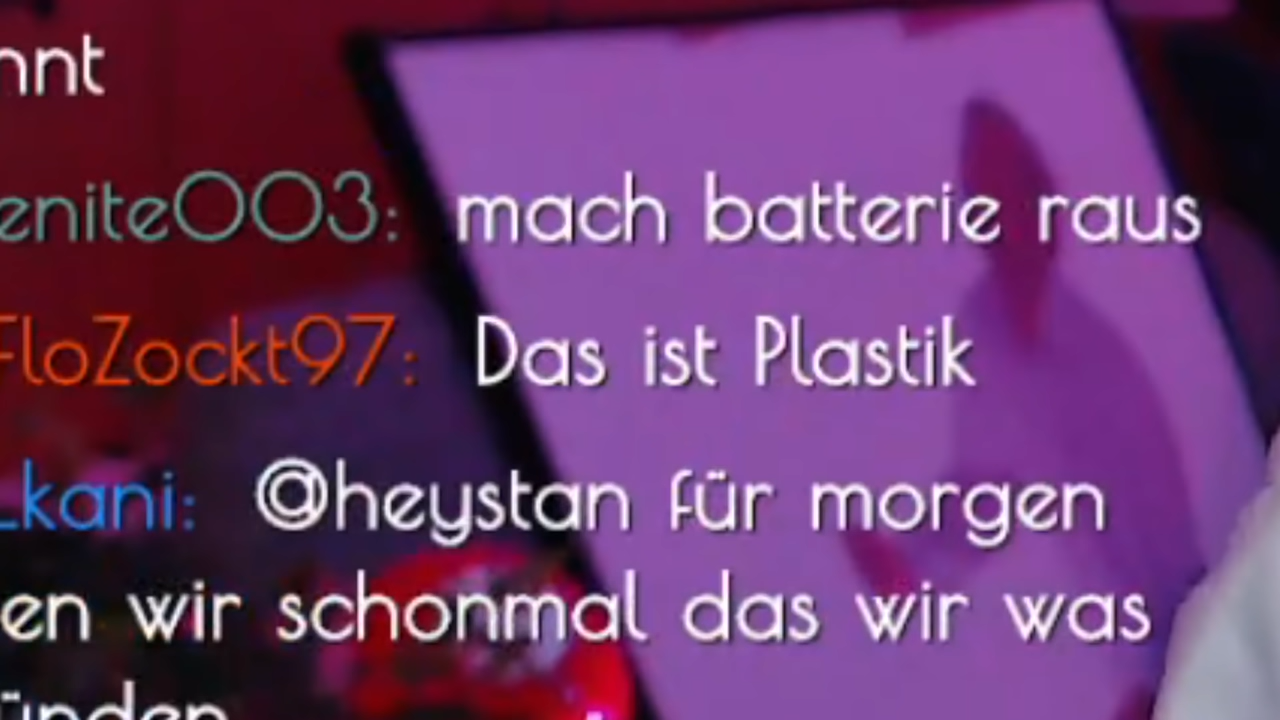 nnt
enite003: mach batterie raus
FloZockt97: Das ist Plastik
kani: @heystan für morgen
en wir schonmal das wir was
ünden